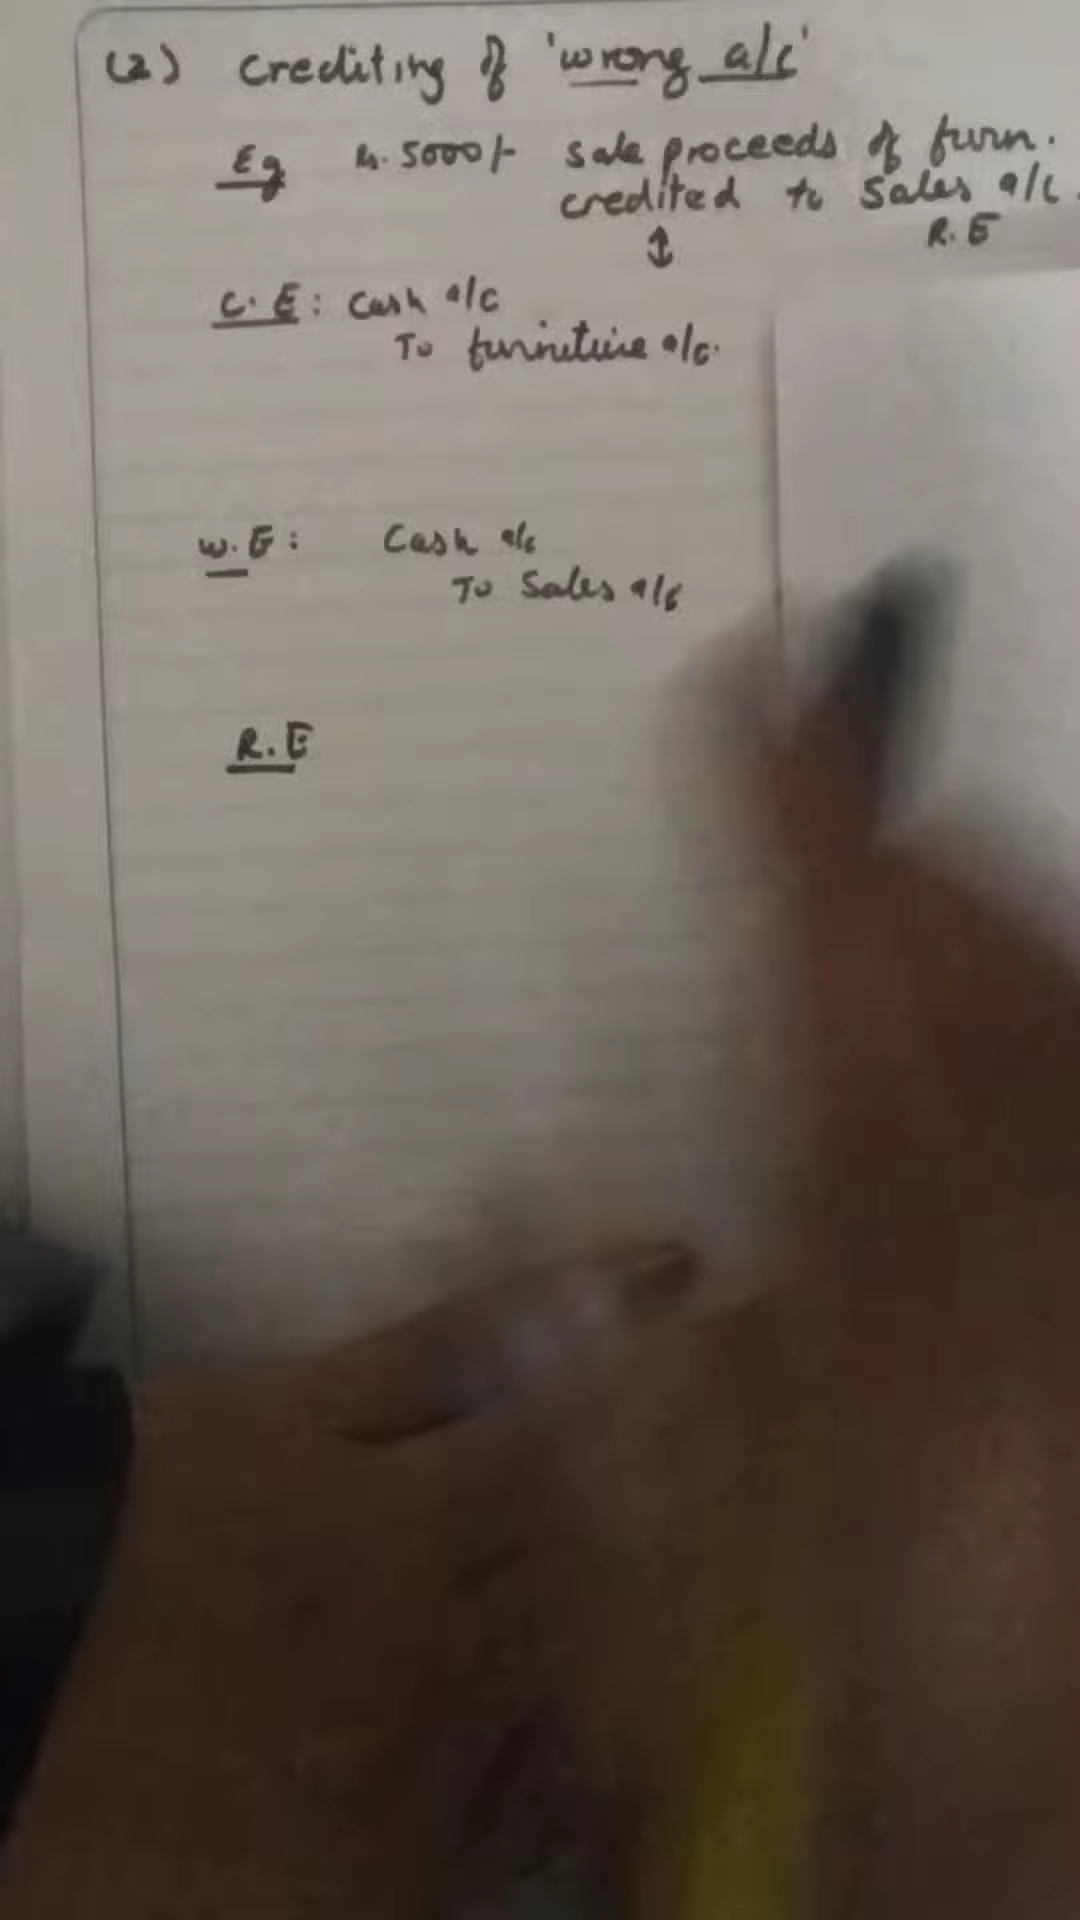 (2) crediting of 'wrong a/c'
Eg Rs. 5000/- sale proceeds of furn.
credited to Sales a/c.
R.E
C.E: Cash a/c
To furniture a/c.
W.E: Cash a/c
To Sales a/c
R.E